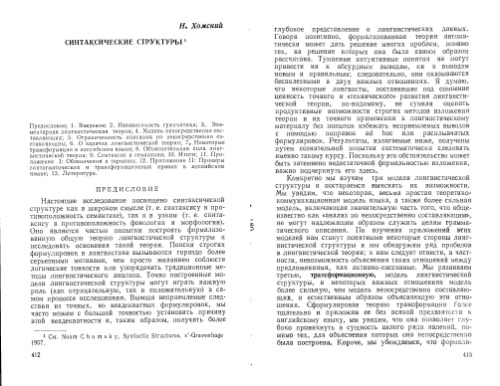 Н. Хомский
СИНТАКСИЧЕСКИЕ СТРУКТУРЫ¹
Предисловие; 1. Введение; 2. Независимость грамматики; 3. Элементарная лингвистическая теория; 4. Модель непосредственно составляющих; 5. Ограниченность описания по непосредственно составляющим; 6. О задачах лингвистической теории; 7. Некоторые
трансформации в английском языке; 8. Объяснительная сила лингвистической теории; 9. Синтаксис и семантика; 10. Итоги; 11. Приложение I: Обозначения и термины; 12. Приложение II: Примеры
синтаксических и трансформационных правил в английском
языке; 13. Литература.
ПРЕДИСЛОВИЕ
Настоящее исследование посвящено синтаксической
структуре как в широком смысле (т. е. синтаксису в противоположность семантике), так и в узком (т. е. синтаксису в противоположность фонологии и морфологии).
Оно является частью попытки построить формализованную общую теорию лингвистической структуры и
исследовать основания такой теории. Поиски строгих
формулировок в лингвистике вызываются гораздо более
серьезными мотивами, чем просто желанием соблюсти
логические тонкости или упорядочить традиционные методы лингвистического анализа. Точно построенные модели лингвистической структуры могут играть важную
роль (как отрицательную, так и положительную) в самом процессе исследования. Выводя неправильные следствия из точных, но неадекватных формулировок, мы
часто можем с большой точностью установить причину
этой неадекватности и, таким образом, получить более
¹ См. Noam Chomsky, Syntactic Structures, 's-Gravenhage
1957.
412
глубокое представление о лингвистических данных.
Говоря позитивно, формализованная теория автоматически может дать решение многих проблем, помимо
тех, на решение которых она была явным образом
рассчитана. Туманные интуитивные понятия не могут
привести ни к абсурдным выводам, ни к выводам
новым и правильным; следовательно, они оказываются
бесполезными в двух важных отношениях. Я думаю,
что некоторые лингвисты, поставившие под сомнение
ценность точного и технического развития лингвистической теории, по-видимому, не сумели оценить
продуктивные возможности строгих методов изложения
теории и их точного применения к лингвистическому
материалу без попыток избежать неприемлемых выводов
с помощью поправок ad hoc или расплывчатых
формулировок. Результаты, излагаемые ниже, получены
путем сознательной попытки систематически следовать
именно такому курсу. Поскольку это обстоятельство может
быть затемнено недостаточной формальностью изложения,
важно подчеркнуть его здесь.
Конкретно мы изучим три модели лингвистической
структуры и постараемся выяснить их возможности.
Мы увидим, что некоторая, весьма простая теоретико-коммуникационная модель языка, а также более сильная
модель, включающая значительную часть того, что общеизвестно как «анализ по непосредственно составляющим»,
не могут надлежащим образом служить целям грамматического описания. По изучении приложений этих
моделей нам станут понятными некоторые стороны лингвистической структуры и мы обнаружим ряд пробелов
в лингвистической теории; к ним следует отнести, в частности, невозможность объяснения таких отношений между
предложениями, как активно-пассивные. Мы развиваем
третью, трансформационную, модель лингвистической
структуры, в некоторых важных отношениях модель
более сильную, чем модель непосредственно составляющих, и естественным образом объясняющую эти отношения. Сформулировав теорию трансформаций тщательно и приложив ее без всякой предвзятости к
английскому языку, мы увидим, что она позволяет глубоко проникнуть в сущность целого ряда явлений, помимо тех, для объяснения которых она непосредственно
была построена. Короче, мы убеждаемся, что формали-
413